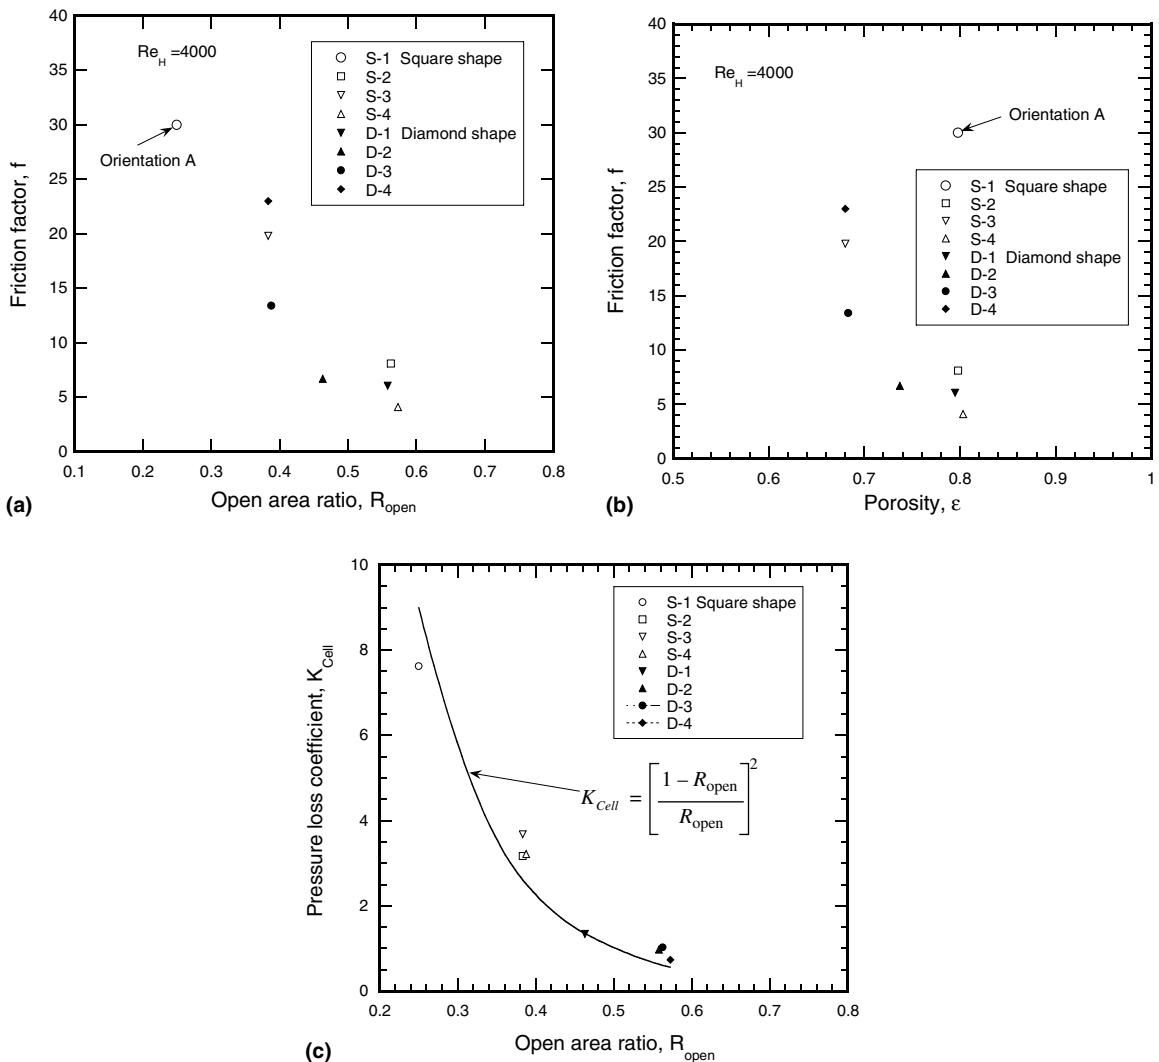 40
35
30
25
20
15
10
5
0
0.1 0.2 0.3 0.4 0.5 0.6 0.7 0.8
Friction factor, f
Open area ratio, R_open
Re_H =4000
Orientation A
S-1 Square shape
S-2
S-3
S-4
D-1 Diamond shape
D-2
D-3
D-4
(a)
40
35
30
25
20
15
10
5
0
0.5 0.6 0.7 0.8 0.9 1
Friction factor, f
Porosity, ε
Re_H =4000
Orientation A
S-1 Square shape
S-2
S-3
S-4
D-1 Diamond shape
D-2
D-3
D-4
(b)
10
8
6
4
2
0
0.2 0.3 0.4 0.5 0.6 0.7 0.8
Pressure loss coefficient, K_Cell
Open area ratio, R_open
S-1 Square shape
S-2
S-3
S-4
D-1
D-2
D-3
D-4
K_Cell = [(1 − R_open) / R_open]^2
(c)